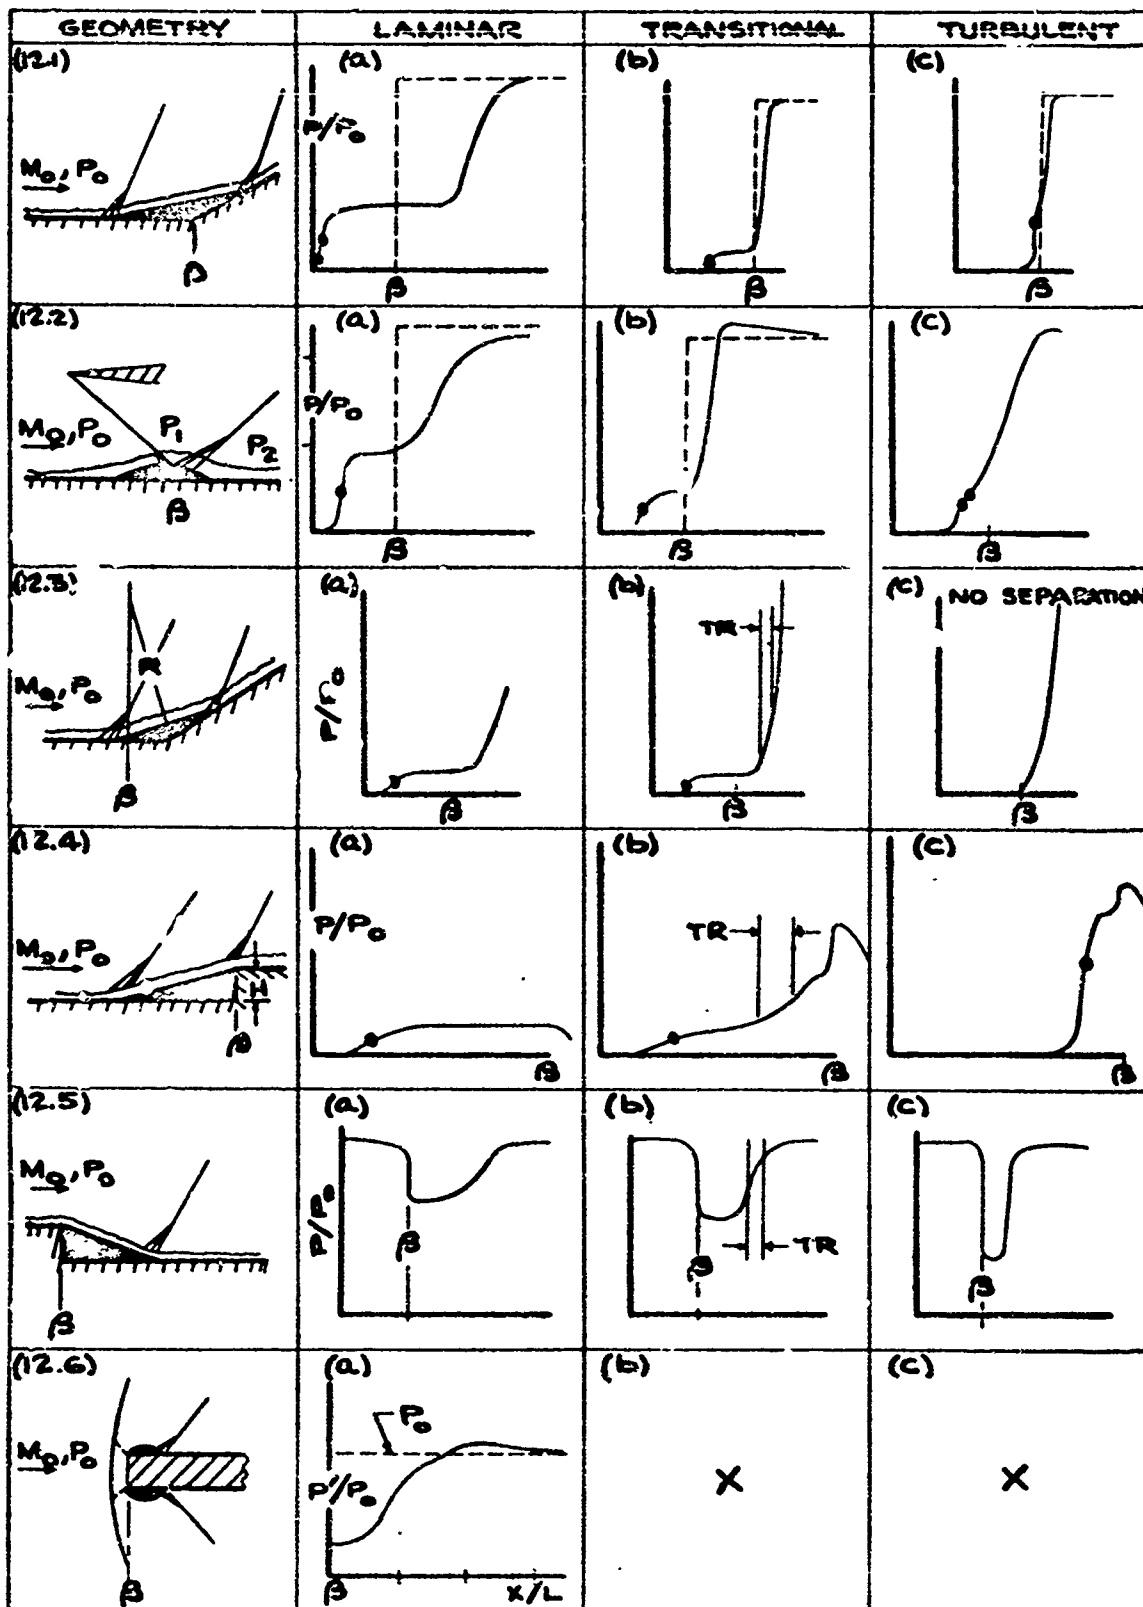 GEOMETRY LAMINAR TRANSITIONAL TURBULENT
(12.1) (a) (b) (c)
P/P₀
M₀, P₀
β β β β
(12.2) (a) (b) (c)
P/P₀
M₀, P₀ P₁ P₂
β β β β
(12.3) (a) (b) (c) NO SEPARATION
TR
R
M₀, P₀ P/P₀
β β β β
(12.4) (a) (b) (c)
P/P₀ TR
M₀, P₀
H
β β β β
(12.5) (a) (b) (c)
M₀, P₀
P/P₀
β β β TR
β
(12.6) (a) (b) (c)
P₀
M₀, P₀
P'/P₀ X X
β β X/L